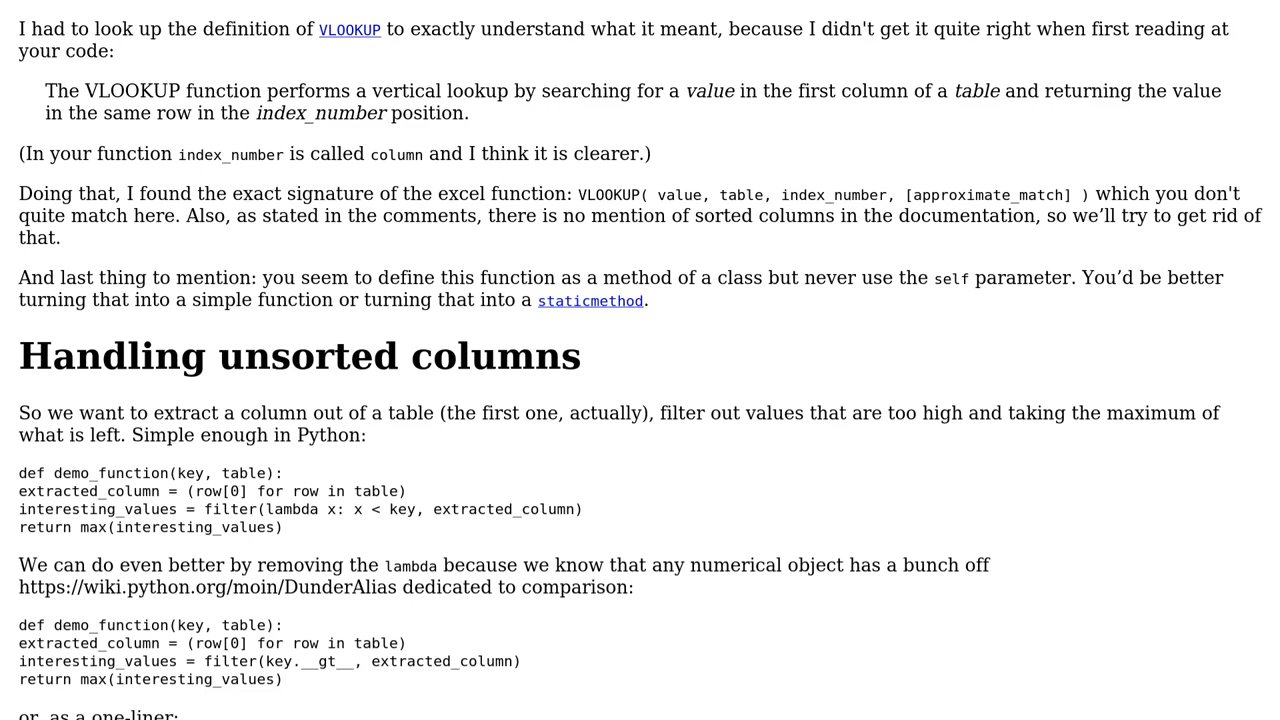 I had to look up the definition of VLOOKUP to exactly understand what it meant, because I didn't get it quite right when first reading at
your code:
The VLOOKUP function performs a vertical lookup by searching for a value in the first column of a table and returning the value
in the same row in the index_number position.
(In your function index_number is called column and I think it is clearer.)
Doing that, I found the exact signature of the excel function: VLOOKUP( value, table, index_number, [approximate_match] ) which you don't
quite match here. Also, as stated in the comments, there is no mention of sorted columns in the documentation, so we’ll try to get rid of
that.
And last thing to mention: you seem to define this function as a method of a class but never use the self parameter. You’d be better
turning that into a simple function or turning that into a staticmethod.
Handling unsorted columns
So we want to extract a column out of a table (the first one, actually), filter out values that are too high and taking the maximum of
what is left. Simple enough in Python:
def demo_function(key, table):
extracted_column = (row[0] for row in table)
interesting_values = filter(lambda x: x < key, extracted_column)
return max(interesting_values)
We can do even better by removing the lambda because we know that any numerical object has a bunch off
https://wiki.python.org/moin/DunderAlias dedicated to comparison:
def demo_function(key, table):
extracted_column = (row[0] for row in table)
interesting_values = filter(key.__gt__, extracted_column)
return max(interesting_values)
or, as a one-liner: